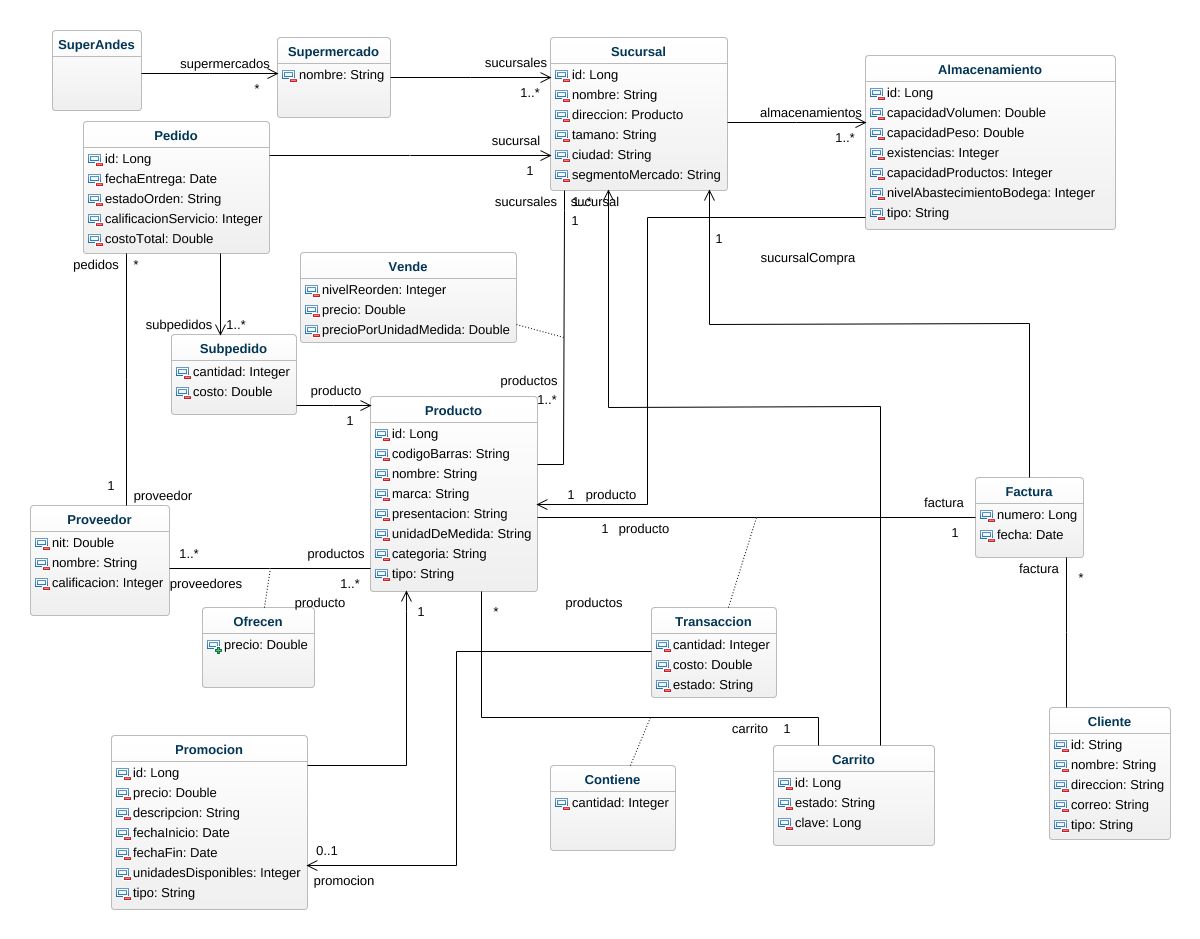 SuperAndes
supermercados
*
Supermercado
nombre: String
sucursales
1..*
Sucursal
id: Long
nombre: String
direccion: Producto
tamano: String
ciudad: String
segmentoMercado: String
almacenamientos
1..*
Almacenamiento
id: Long
capacidadVolumen: Double
capacidadPeso: Double
existencias: Integer
capacidadProductos: Integer
nivelAbastecimientoBodega: Integer
tipo: String
Pedido
id: Long
fechaEntrega: Date
estadoOrden: String
calificacionServicio: Integer
costoTotal: Double
sucursal
1
sucursales
1..*
sucursal
1
1
sucursalCompra
pedidos
*
Vende
nivelReorden: Integer
precio: Double
precioPorUnidadMedida: Double
subpedidos
1..*
Subpedido
cantidad: Integer
costo: Double
producto
1
productos
1..*
Producto
id: Long
codigoBarras: String
nombre: String
marca: String
presentacion: String
unidadDeMedida: String
categoria: String
tipo: String
1
proveedor
1 producto
1 producto
factura
1
Factura
numero: Long
fecha: Date
factura
*
Proveedor
nit: Double
nombre: String
calificacion: Integer
1..*
proveedores
productos
1..*
producto
1
*
productos
Ofrecen
precio: Double
Transaccion
cantidad: Integer
costo: Double
estado: String
carrito 1
Cliente
id: String
nombre: String
direccion: String
correo: String
tipo: String
Promocion
id: Long
precio: Double
descripcion: String
fechaInicio: Date
fechaFin: Date
unidadesDisponibles: Integer
tipo: String
0..1
promocion
Contiene
cantidad: Integer
Carrito
id: Long
estado: String
clave: Long